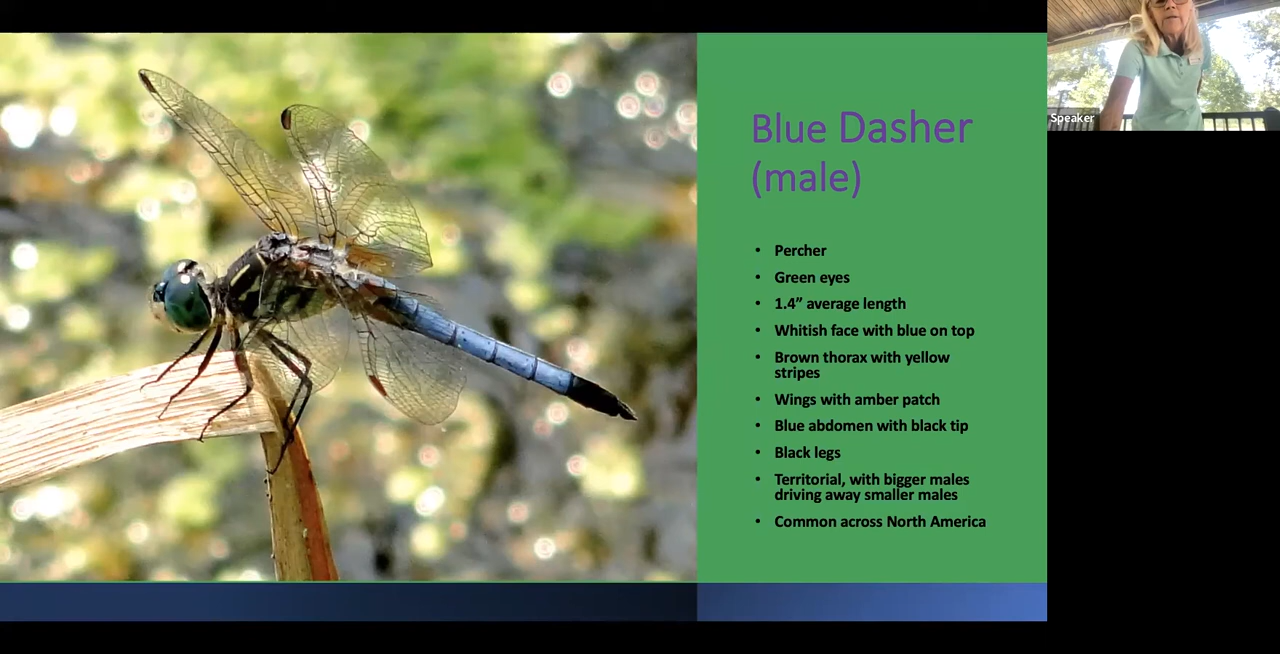 Blue Dasher
(male)
• Percher
• Green eyes
• 1.4” average length
• Whitish face with blue on top
• Brown thorax with yellow
stripes
• Wings with amber patch
• Blue abdomen with black tip
• Black legs
• Territorial, with bigger males
driving away smaller males
• Common across North America
Speaker